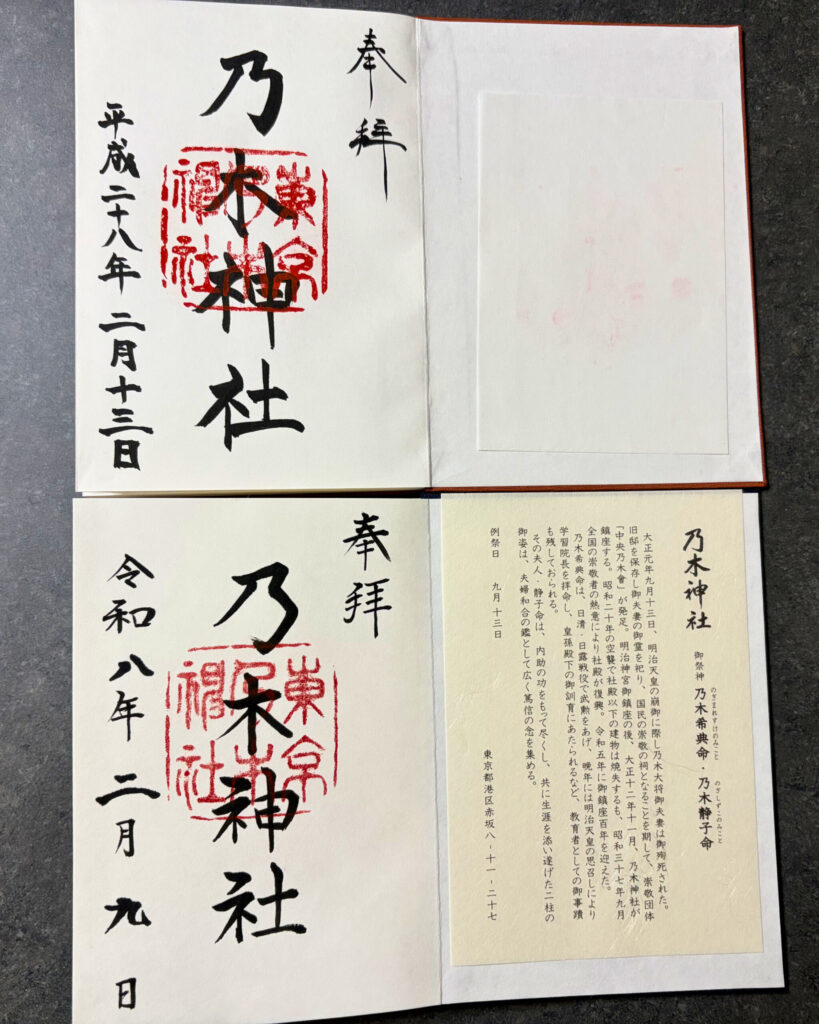 奉拝
乃木神社
東京乃木神社
平成二十八年二月十三日
乃木神社
御祭神 乃木希典命・乃木静子命
のぎまれすけのみこと
のぎしずこのみこと
大正元年九月十三日、明治天皇の崩御に際し乃木大将御夫妻は御殉死された。
旧邸を保存し御夫妻の御霊を祀り、国民の崇敬の祠となることを期して、崇敬団体
「中央乃木會」が発足。明治神宮御鎮座の後、大正十二年十一月、乃木神社が
鎮座する。昭和二十年の空襲で社殿以下の建物は焼失するも、昭和三十七年九月
全国の崇敬者の熱意により社殿が復興。令和五年に御鎮座百年を迎えた。
乃木希典命は、日清・日露戦役で武勲をあげ、晩年には明治天皇の思召しにより
学習院長を拝命し、皇孫殿下の御訓育にあたられるなど、教育者としての御事蹟
も残しておられる。
その夫人・静子命は、内助の功をもって尽くし、共に生涯を添い遂げた二柱の
御姿は、夫婦和合の鑑として広く篤信の念を集める。
例祭日 九月十三日
東京都港区赤坂八-十一-二十七
奉拝
乃木神社
東京乃木神社
令和八年二月九日